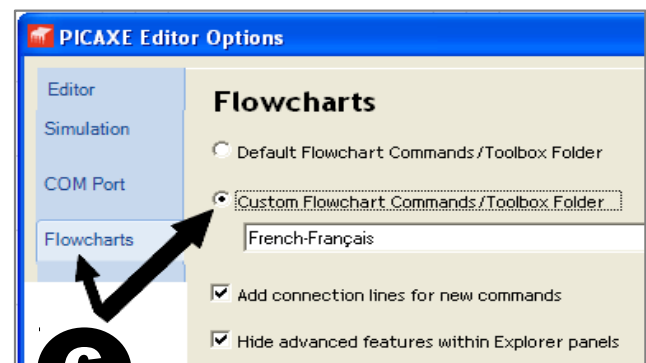 PICAXE Editor Options
Editor
Simulation
COM Port
Flowcharts
Flowcharts
Default Flowchart Commands/Toolbox Folder
Custom Flowchart Commands/Toolbox Folder
French-Français
Add connection lines for new commands
Hide advanced features within Explorer panels